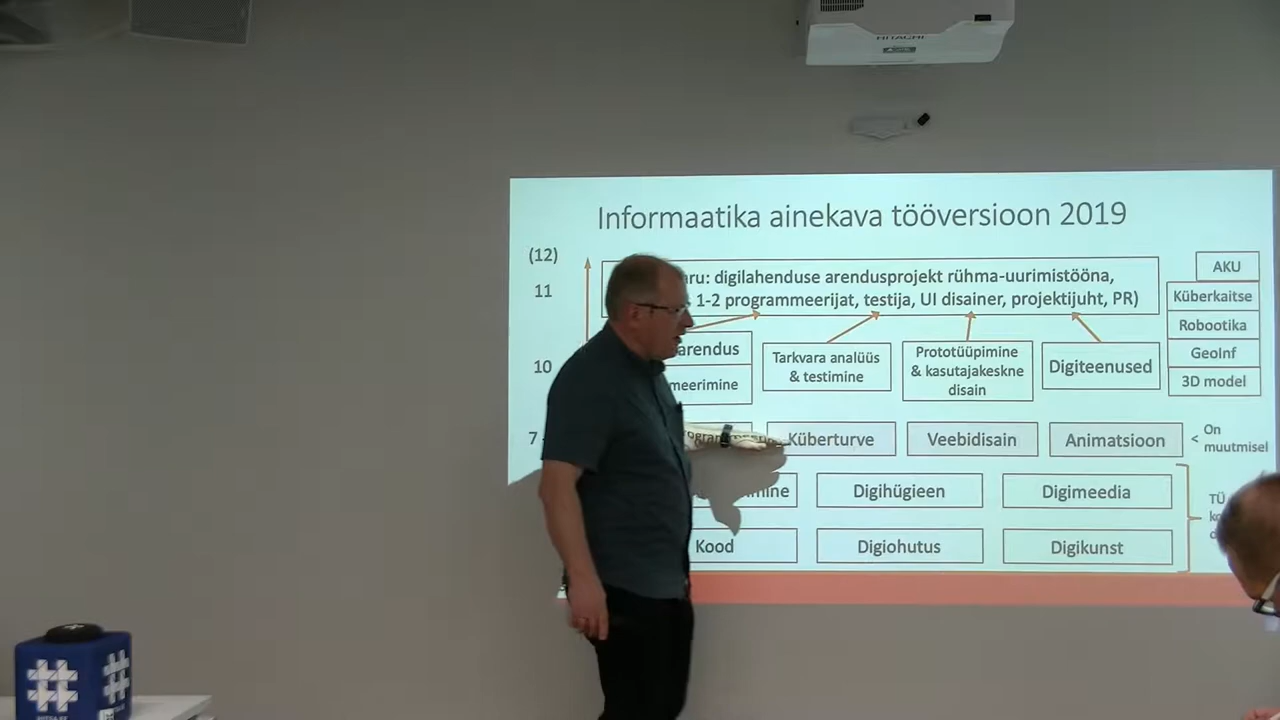 HITACHI
Informaatika ainekava tööversioon 2019
(12)
11
10
7
aru: digilahenduse arendusprojekt rühma-uurimistööna,
1-2 programmeerijat, testija, UI disainer, projektijuht, PR)
AKU
Küberkaitse
Robootika
GeoInf
3D model
arendus
meerimine
Tarkvara analüüs
& testimine
Prototüüpimine
& kasutajakeskne
disain
Digiteenused
Küberturve
Veebidisain
Animatsioon
< On
muutmisel
mine
Digihügieen
Digimeedia
TÜ
Kood
Digiohutus
Digikunst